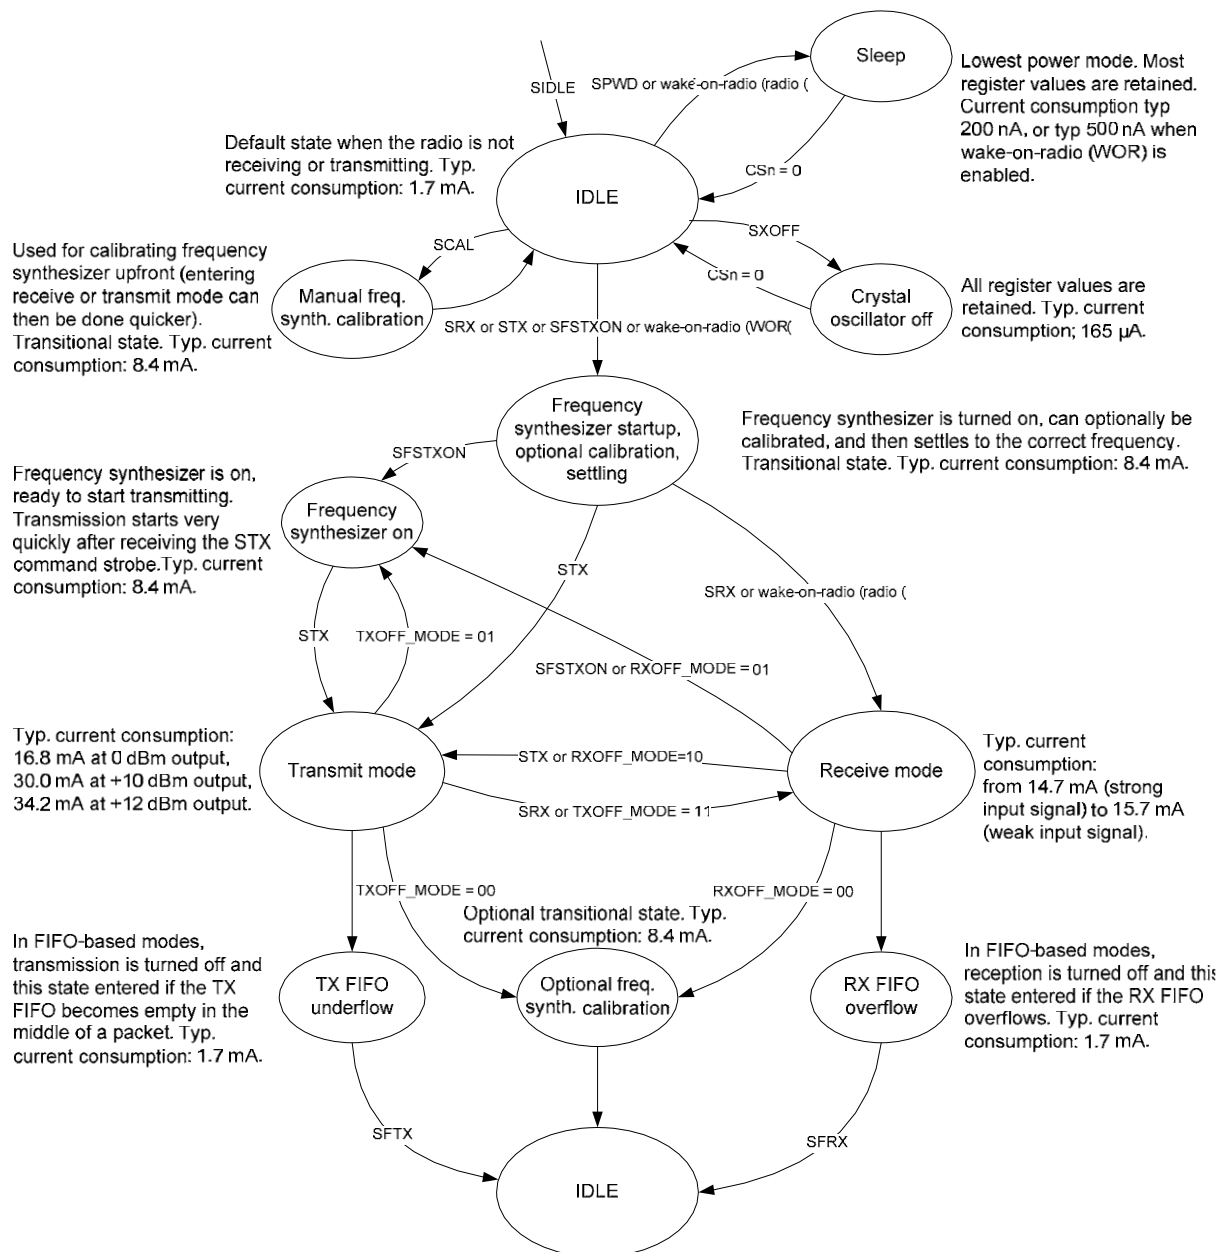 Sleep
Lowest power mode. Most
register values are retained.
Current consumption typ
200 nA, or typ 500 nA when
wake-on-radio (WOR) is
enabled.
SIDLE
SPWD or wake-on-radio (radio (
Default state when the radio is not
receiving or transmitting. Typ.
current consumption: 1.7 mA.
CSn = 0
IDLE
SXOFF
SCAL
CSn = 0
Used for calibrating frequency
synthesizer upfront (entering
receive or transmit mode can
then be done quicker).
Transitional state. Typ. current
consumption: 8.4 mA.
Manual freq.
synth. calibration
Crystal
oscillator off
All register values are
retained. Typ. current
consumption; 165 µA.
SRX or STX or SFSTXON or wake-on-radio (WOR(
Frequency
synthesizer startup,
optional calibration,
settling
Frequency synthesizer is turned on, can optionally be
calibrated, and then settles to the correct frequency.
Transitional state. Typ. current consumption: 8.4 mA.
SFSTXON
Frequency synthesizer is on,
ready to start transmitting.
Transmission starts very
quickly after receiving the STX
command strobe.Typ. current
consumption: 8.4 mA.
Frequency
synthesizer on
STX
SRX or wake-on-radio (radio (
STX
TXOFF_MODE = 01
SFSTXON or RXOFF_MODE = 01
Typ. current consumption:
16.8 mA at 0 dBm output,
30.0 mA at +10 dBm output,
34.2 mA at +12 dBm output.
Transmit mode
STX or RXOFF_MODE=10
SRX or TXOFF_MODE = 11
Receive mode
Typ. current
consumption:
from 14.7 mA (strong
input signal) to 15.7 mA
(weak input signal).
TXOFF_MODE = 00
RXOFF_MODE = 00
Optional transitional state. Typ.
current consumption: 8.4 mA.
In FIFO-based modes,
transmission is turned off and
this state entered if the TX
FIFO becomes empty in the
middle of a packet. Typ.
current consumption: 1.7 mA.
TX FIFO
underflow
Optional freq.
synth. calibration
RX FIFO
overflow
In FIFO-based modes,
reception is turned off and this
state entered if the RX FIFO
overflows. Typ. current
consumption: 1.7 mA.
SFTX
SFRX
IDLE